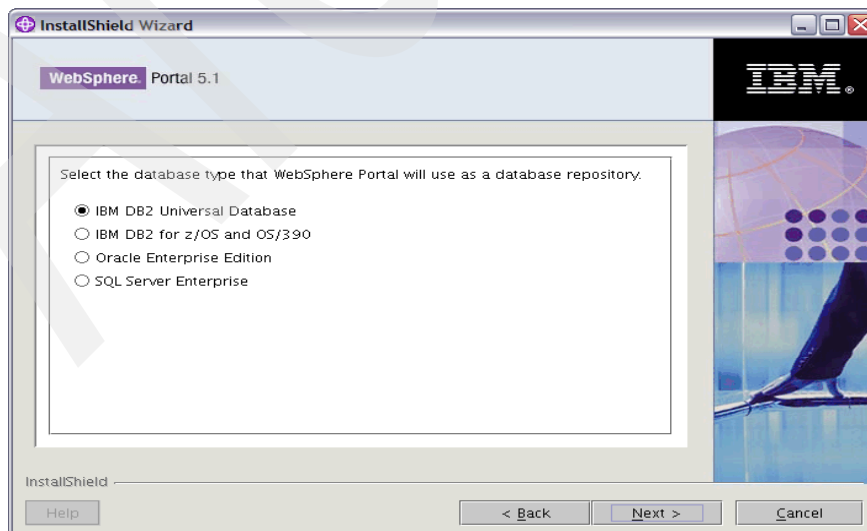 InstallShield Wizard
WebSphere. Portal 5.1
IBM®
Select the database type that WebSphere Portal will use as a database repository.
IBM DB2 Universal Database
IBM DB2 for z/OS and OS/390
Oracle Enterprise Edition
SQL Server Enterprise
InstallShield
Help
< Back
Next >
Cancel